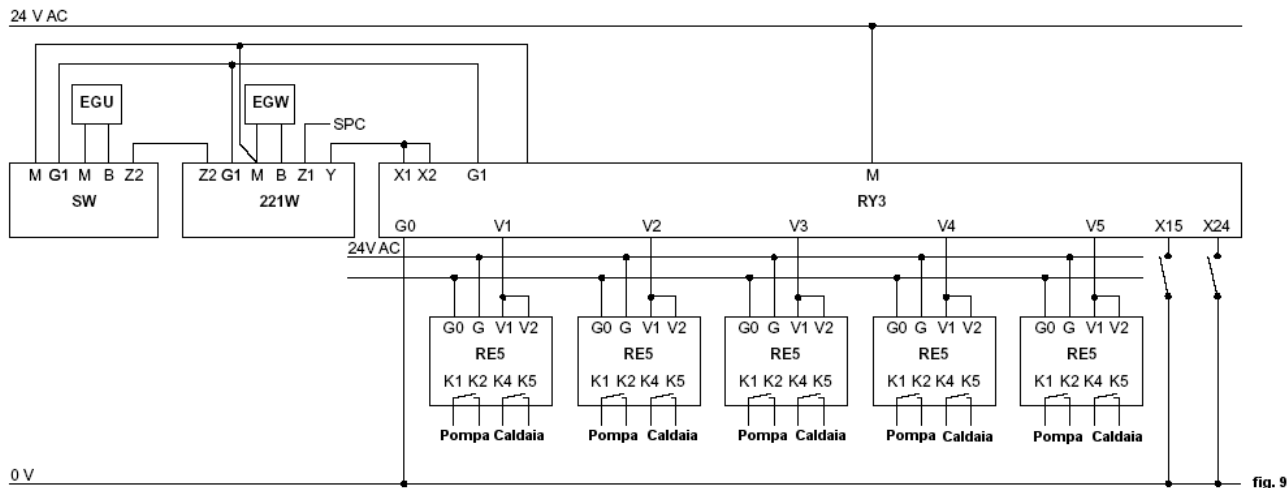 24 V AC
EGU EGW
SPC
M G1 M B Z2 Z2 G1 M B Z1 Y X1 X2 G1 M
SW 221W RY3
G0 V1 V2 V3 V4 V5 X15 X24
24V AC
G0 G V1 V2 G0 G V1 V2 G0 G V1 V2 G0 G V1 V2 G0 G V1 V2
RE5 RE5 RE5 RE5 RE5
K1 K2 K4 K5 K1 K2 K4 K5 K1 K2 K4 K5 K1 K2 K4 K5 K1 K2 K4 K5
Pompa Caldaia Pompa Caldaia Pompa Caldaia Pompa Caldaia Pompa Caldaia
0 V
fig. 9